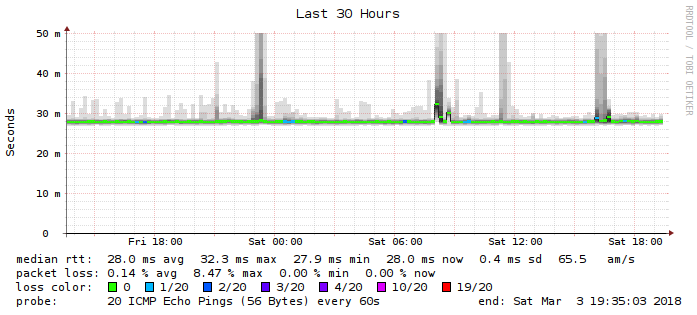 Last 30 Hours
RRDTOOL / TOBI OETIKER
Seconds
50 m
40 m
30 m
20 m
10 m
0
Fri 18:00 Sat 00:00 Sat 06:00 Sat 12:00 Sat 18:00
median rtt: 28.0 ms avg 32.3 ms max 27.9 ms min 28.0 ms now 0.4 ms sd 65.5 am/s
packet loss: 0.14 % avg 8.47 % max 0.00 % min 0.00 % now
loss color: 0 1/20 2/20 3/20 4/20 10/20 19/20
probe: 20 ICMP Echo Pings (56 Bytes) every 60s end: Sat Mar 3 19:35:03 2018